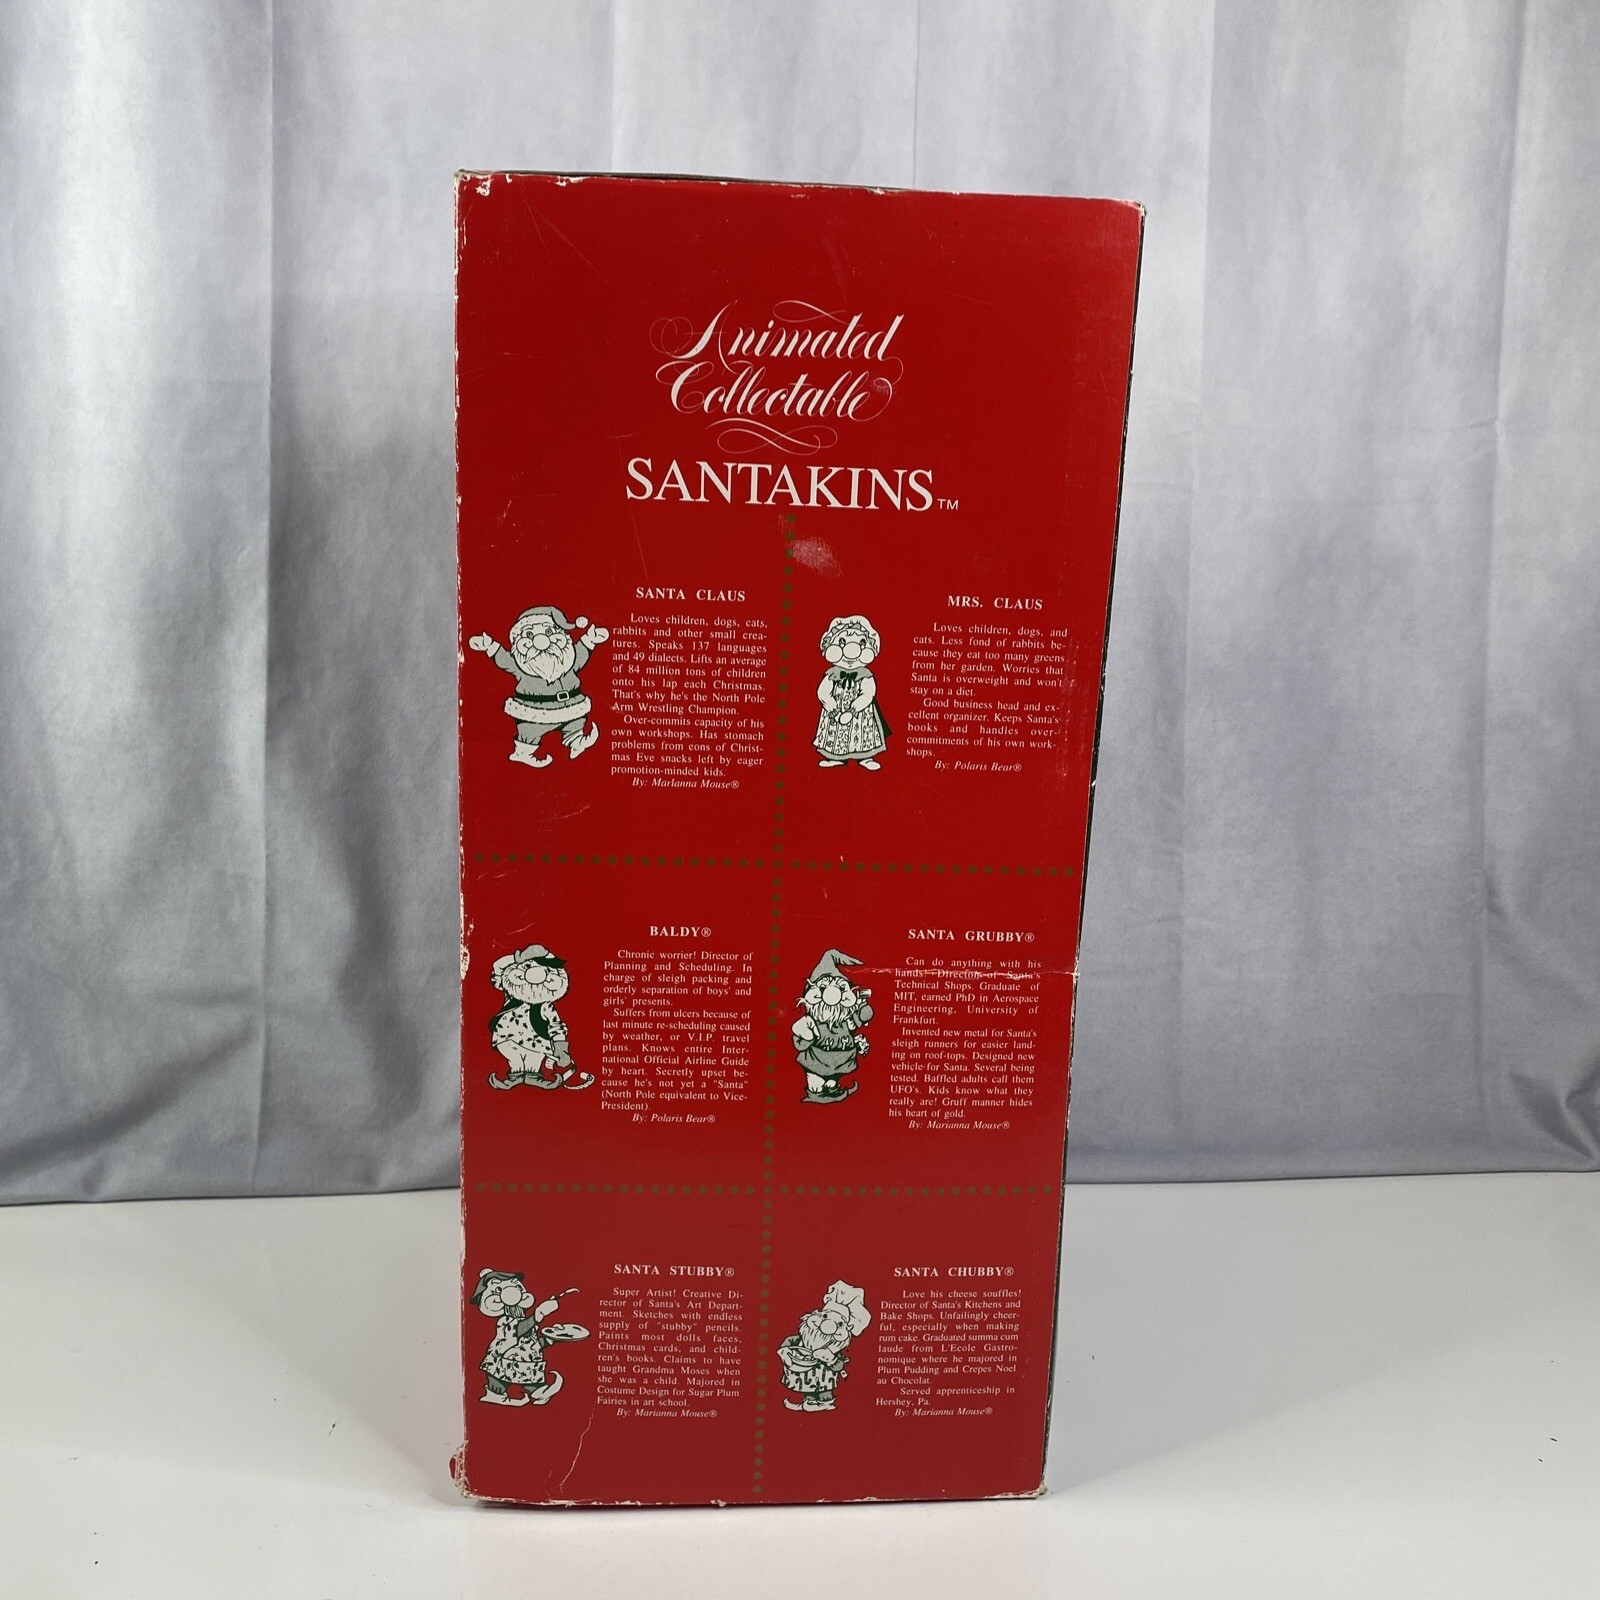 Animated
Collectable
SANTAKINS™
SANTA CLAUS
Loves children, dogs, cats,
rabbits and other small crea-
tures. Speaks 137 languages
and 49 dialects. Lifts an average
of 84 million tons of children
onto his lap each Christmas.
That's why he's the North Pole
Arm Wrestling Champion.
Over-commits capacity of his
own workshops. Has stomach
problems from eons of Christ-
mas Eve snacks left by eager
promotion-minded kids.
By: Marianna Mouse®
MRS. CLAUS
Loves children, dogs, and
cats. Less fond of rabbits be-
cause they eat too many greens
from her garden. Worries that
Santa is overweight and won't
stay on a diet.
Good business head and ex-
cellent organizer. Keeps Santa's
books and handles over-
commitments of his own work-
shops.
By: Polaris Bear®
BALDY®
Chronic worrier! Director of
Planning and Scheduling. In
charge of sleigh packing and
orderly separation of boys' and
girls' presents.
Suffers from ulcers because of
last minute re-scheduling caused
by weather, or V.I.P. travel
plans. Knows entire Inter-
national Official Airline Guide
by heart. Secretly upset be-
cause he's not yet a "Santa"
(North Pole equivalent to Vice-
President).
By: Polaris Bear®
SANTA GRUBBY®
Can do anything with his
hands! Director of Santa's
Technical Shops. Graduate of
MIT, earned PhD in Aerospace
Engineering, University of
Frankfurt.
Invented new metal for Santa's
sleigh runners for easier land-
ing on roof-tops. Designed new
vehicle for Santa. Several being
tested. Baffled adults call them
UFO's. Kids know what they
really are! Gruff manner hides
his heart of gold.
By: Marianna Mouse®
SANTA STUBBY®
Super Artist! Creative Di-
rector of Santa's Art Depart-
ment. Sketches with endless
supply of "stubby" pencils.
Paints most dolls faces,
Christmas cards, and child-
ren's books. Claims to have
taught Grandma Moses when
she was a child. Majored in
Costume Design for Sugar Plum
Fairies in art school.
By: Marianna Mouse®
SANTA CHUBBY®
Love his cheese souffles!
Director of Santa's Kitchens and
Bake Shops. Unfailingly cheer-
ful, especially when making
rum cake. Graduated summa cum
laude from L'Ecole Gastro-
nomique where he majored in
Plum Pudding and Crepes Noel
au Chocolat.
Served apprenticeship in
Hershey, Pa.
By: Marianna Mouse®